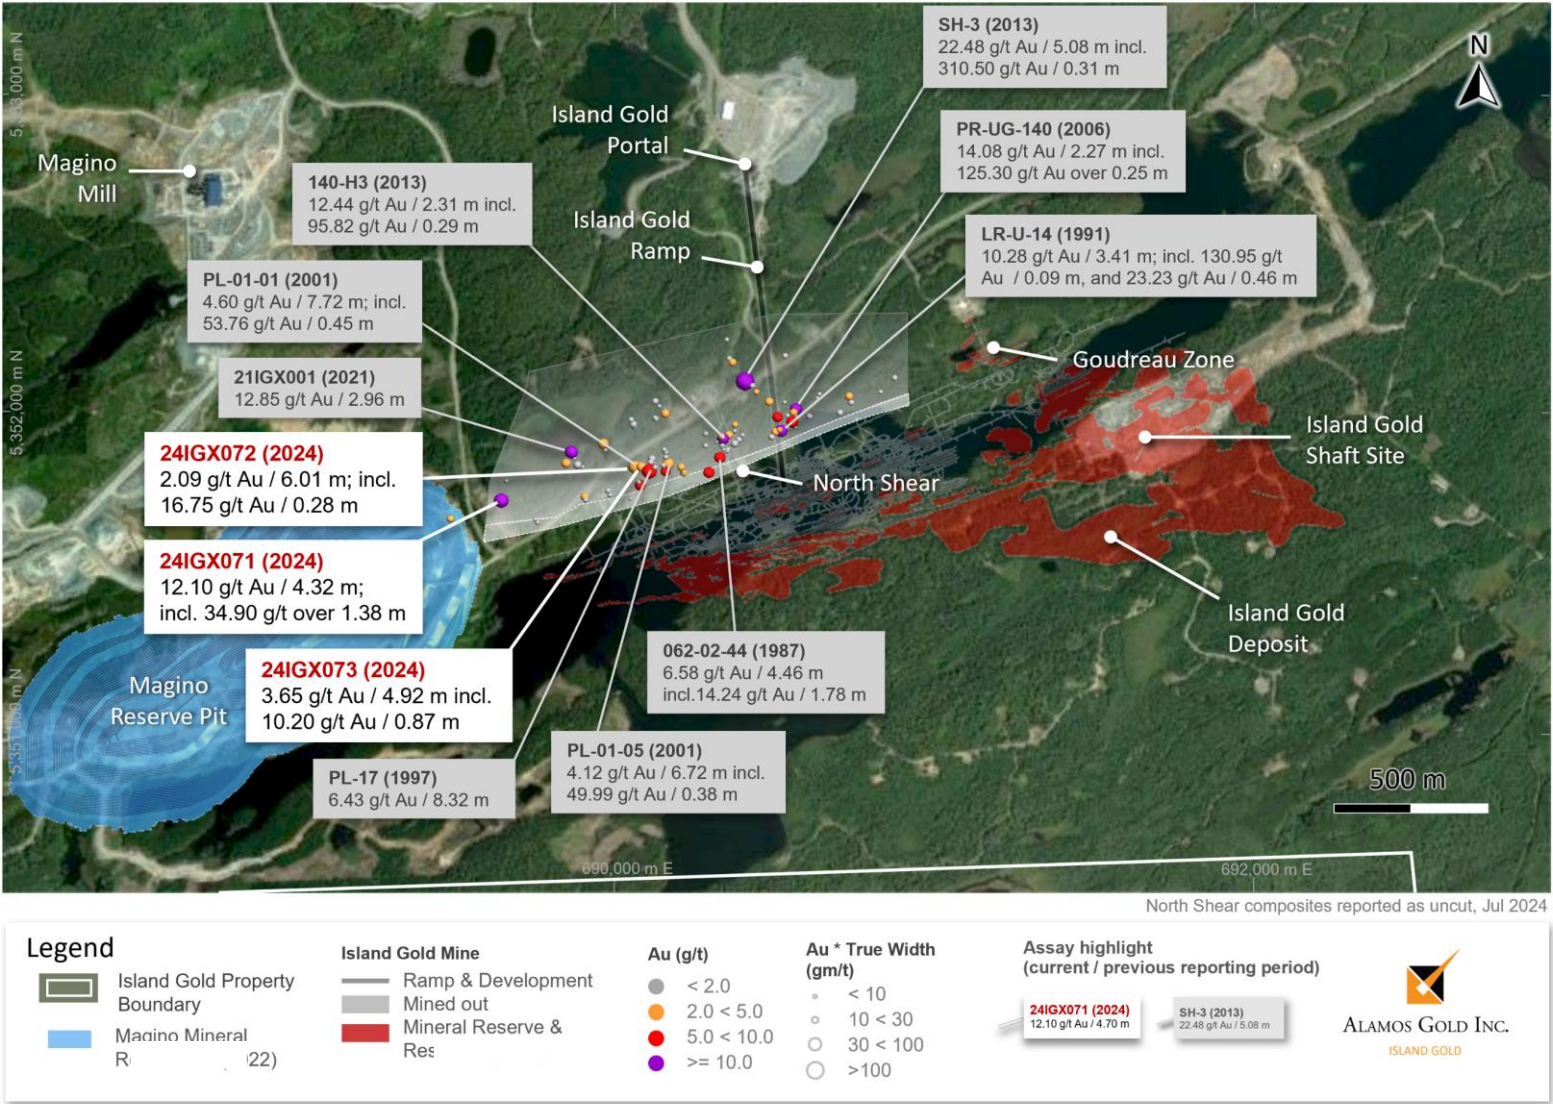 SH-3 (2013)
22.48 g/t Au / 5.08 m incl.
310.50 g/t Au / 0.31 m
N
5,353,000 m N
Island Gold
Portal
PR-UG-140 (2006)
14.08 g/t Au / 2.27 m incl.
125.30 g/t Au over 0.25 m
Magino
Mill
140-H3 (2013)
12.44 g/t Au / 2.31 m incl.
95.82 g/t Au / 0.29 m
Island Gold
Ramp
LR-U-14 (1991)
10.28 g/t Au / 3.41 m; incl. 130.95 g/t
Au / 0.09 m, and 23.23 g/t Au / 0.46 m
PL-01-01 (2001)
4.60 g/t Au / 7.72 m; incl.
53.76 g/t Au / 0.45 m
Goudreau Zone
5,352,000 m N
21IGX001 (2021)
12.85 g/t Au / 2.96 m
Island Gold
Shaft Site
24IGX072 (2024)
2.09 g/t Au / 6.01 m; incl.
16.75 g/t Au / 0.28 m
North Shear
24IGX071 (2024)
12.10 g/t Au / 4.32 m;
incl. 34.90 g/t over 1.38 m
Island Gold
Deposit
24IGX073 (2024)
3.65 g/t Au / 4.92 m incl.
10.20 g/t Au / 0.87 m
062-02-44 (1987)
6.58 g/t Au / 4.46 m
incl.14.24 g/t Au / 1.78 m
Magino
Reserve Pit
5,351,000 m N
PL-17 (1997)
6.43 g/t Au / 8.32 m
PL-01-05 (2001)
4.12 g/t Au / 6.72 m incl.
49.99 g/t Au / 0.38 m
500 m
690,000 m E
692,000 m E
North Shear composites reported as uncut, Jul 2024
Legend
Island Gold Property
Boundary
Magino Mineral
22)
Island Gold Mine
Ramp & Development
Mined out
Mineral Reserve &
Res
Au (g/t)
< 2.0
2.0 < 5.0
5.0 < 10.0
>= 10.0
Au * True Width
(gm/t)
< 10
10 < 30
30 < 100
>100
Assay highlight
(current / previous reporting period)
24IGX071 (2024)
12.10 g/t Au / 4.70 m
SH-3 (2013)
22.48 g/t Au / 5.08 m
ALAMOS GOLD INC.
ISLAND GOLD